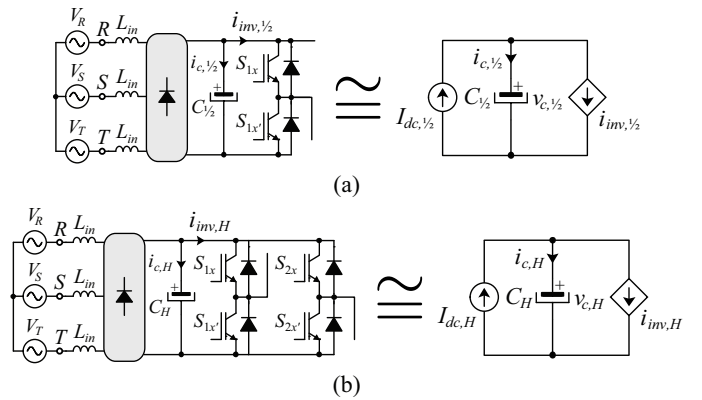 V_R R L_in i_inv,½
i_c,½ S_1x
V_S S L_in C_½ + ≅ I_dc,½ i_c,½ C_½ + v_c,½ i_inv,½
S_1x'
V_T T L_in
(a)
V_R R L_in i_inv,H
i_c,H S_1x S_2x
V_S S L_in C_H + ≅ I_dc,H i_c,H C_H + v_c,H i_inv,H
S_1x' S_2x'
V_T T L_in
(b)